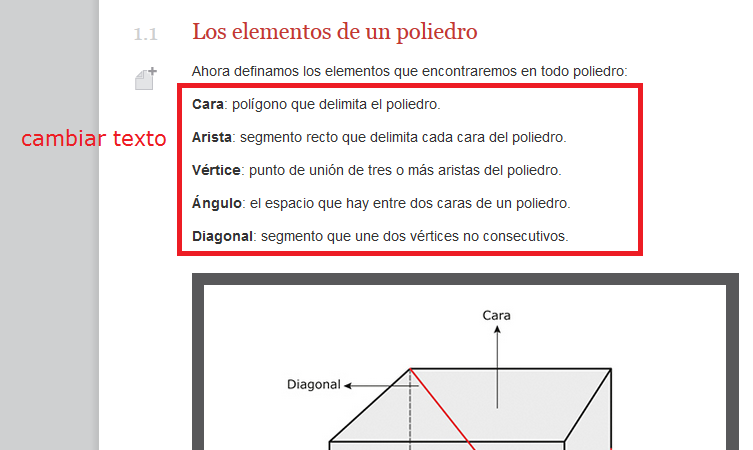 1.1 Los elementos de un poliedro
Ahora definamos los elementos que encontraremos en todo poliedro:
Cara: polígono que delimita el poliedro.
cambiar texto
Arista: segmento recto que delimita cada cara del poliedro.
Vértice: punto de unión de tres o más aristas del poliedro.
Ángulo: el espacio que hay entre dos caras de un poliedro.
Diagonal: segmento que une dos vértices no consecutivos.
Cara
Diagonal